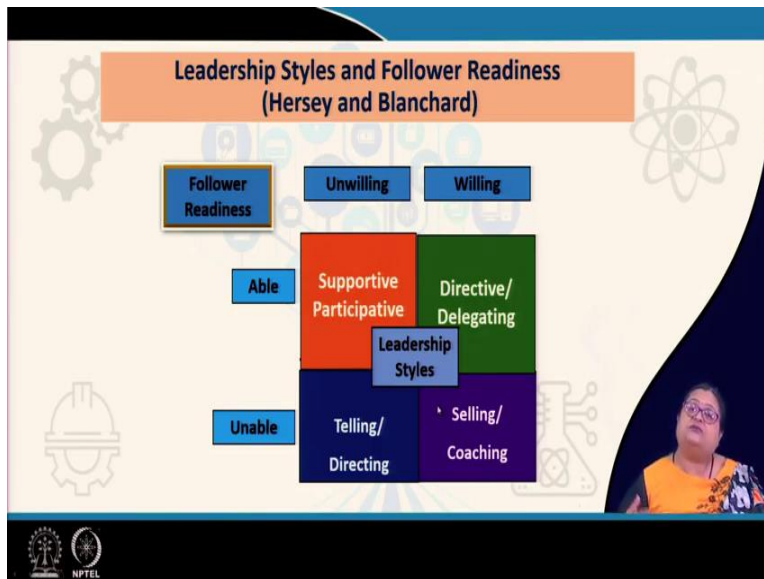 Leadership Styles and Follower Readiness
(Hersey and Blanchard)
Follower
Readiness
Unwilling
Willing
Able
Supportive
Participative
Directive/
Delegating
Leadership
Styles
Unable
Telling/
Directing
Selling/
Coaching
NPTEL